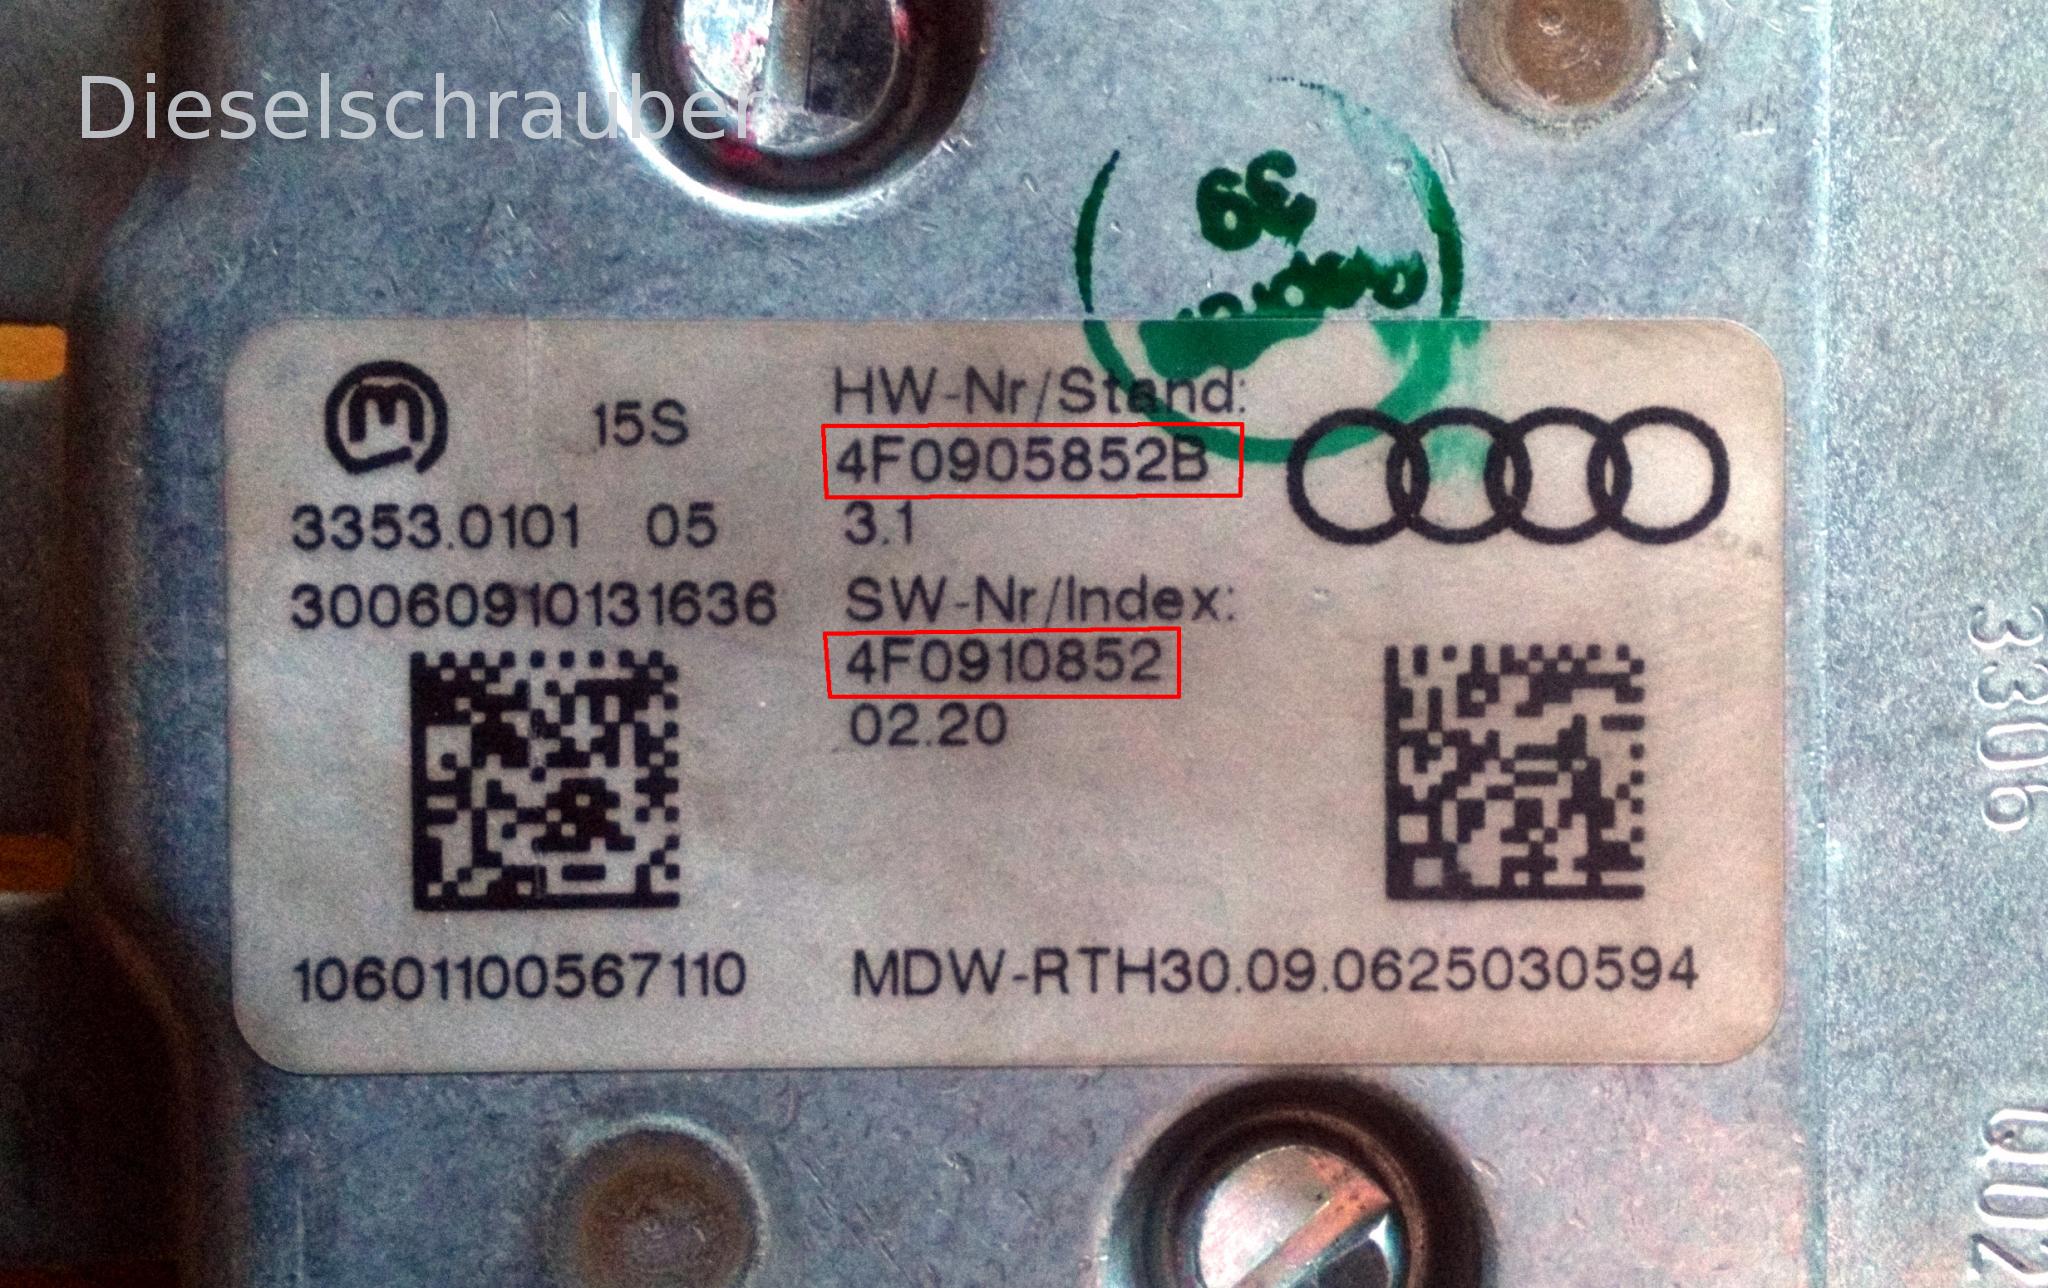 Dieselschrauber
39
15S
HW-Nr/Stand:
4F0905852B
3353.0101 05
3.1
30060910131636
SW-Nr/Index:
4F0910852
02.20
10601100567110
MDW-RTH30.09.0625030594
3306